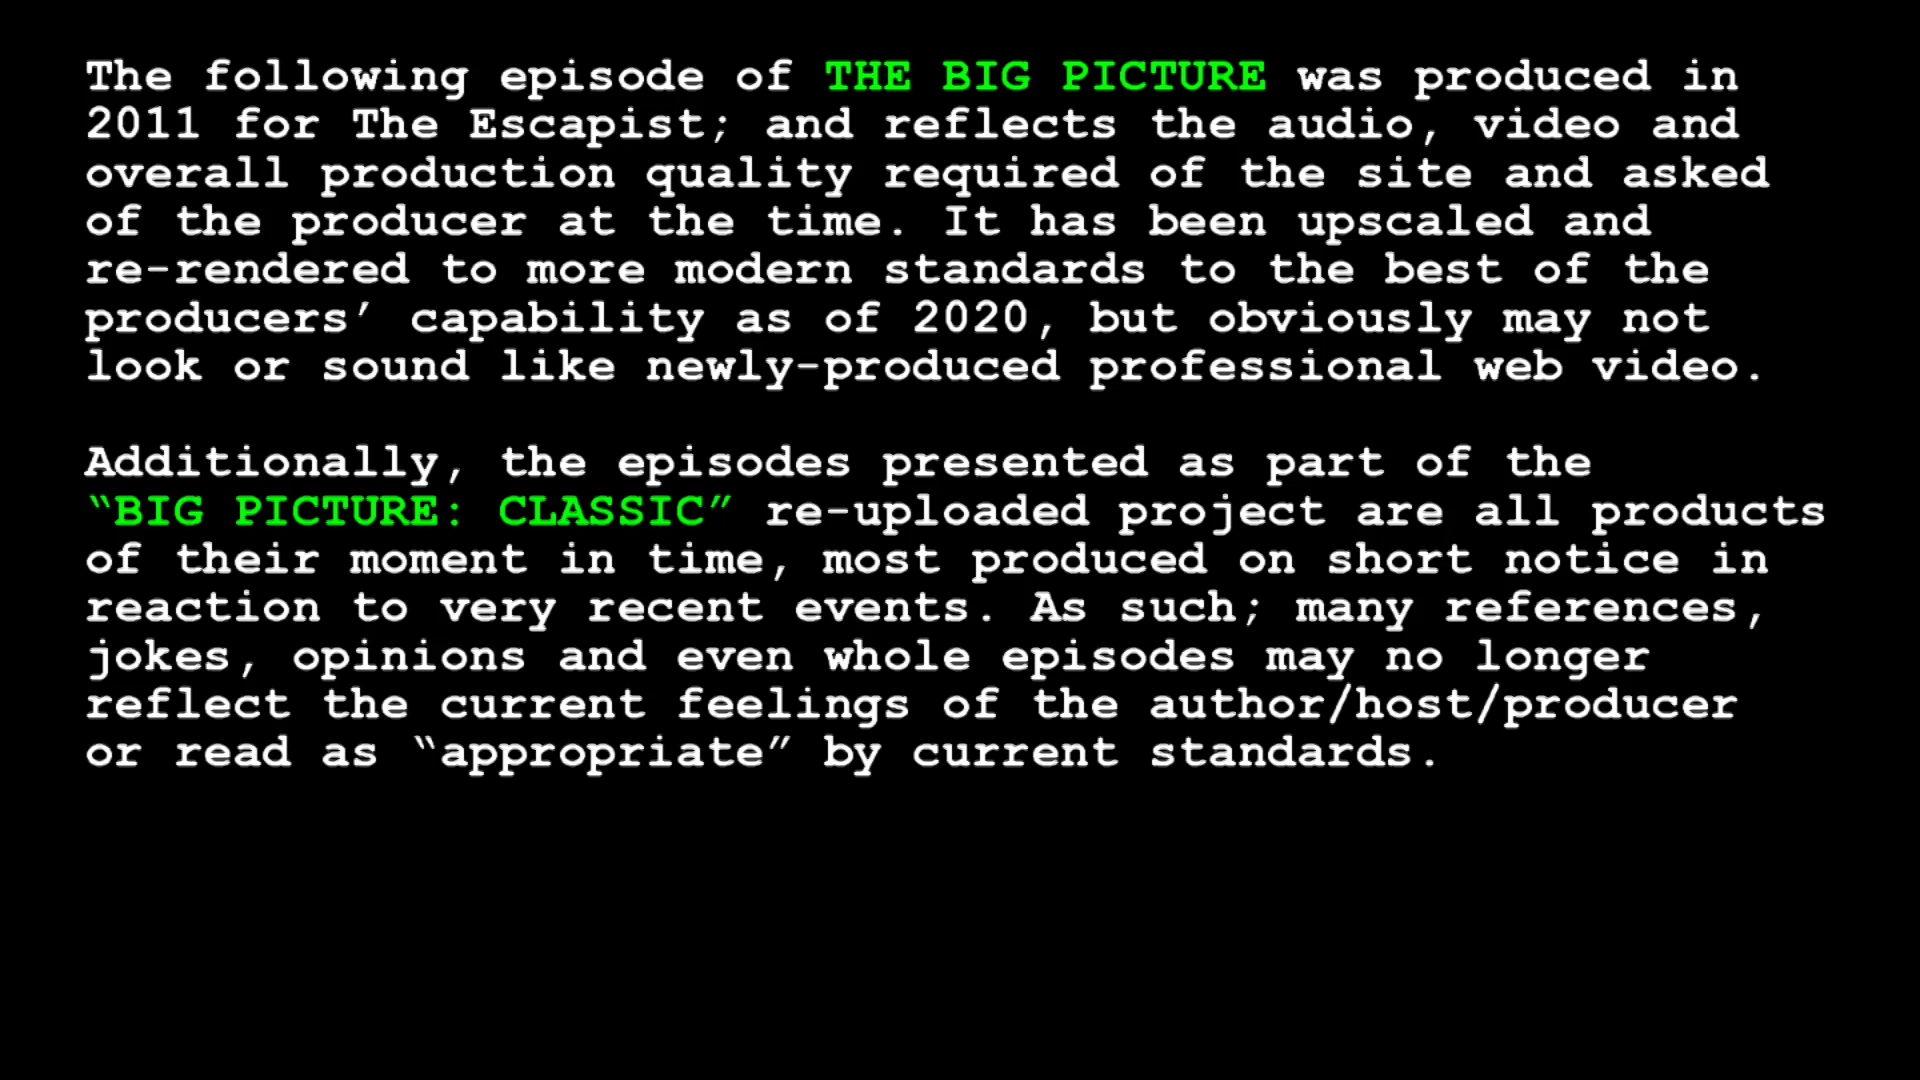 The following episode of THE BIG PICTURE was produced in
2011 for The Escapist; and reflects the audio, video and
overall production quality required of the site and asked
of the producer at the time. It has been upscaled and
re-rendered to more modern standards to the best of the
producers’ capability as of 2020, but obviously may not
look or sound like newly-produced professional web video.
Additionally, the episodes presented as part of the
“BIG PICTURE: CLASSIC” re-uploaded project are all products
of their moment in time, most produced on short notice in
reaction to very recent events. As such; many references,
jokes, opinions and even whole episodes may no longer
reflect the current feelings of the author/host/producer
or read as “appropriate” by current standards.